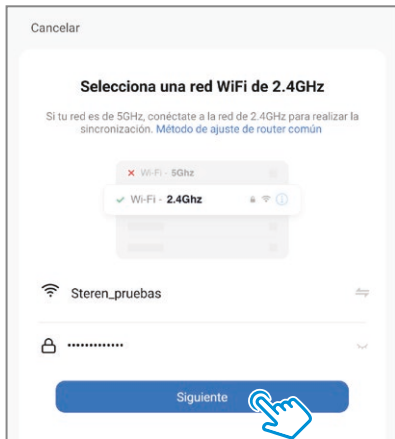 Cancelar
Selecciona una red WiFi de 2.4GHz
Si tu red es de 5GHz, conéctate a la red de 2.4GHz para realizar la
sincronización. Método de ajuste de router común
Wi-Fi - 5Ghz
Wi-Fi - 2.4Ghz
Steren_pruebas
•••••••••••••
Siguiente